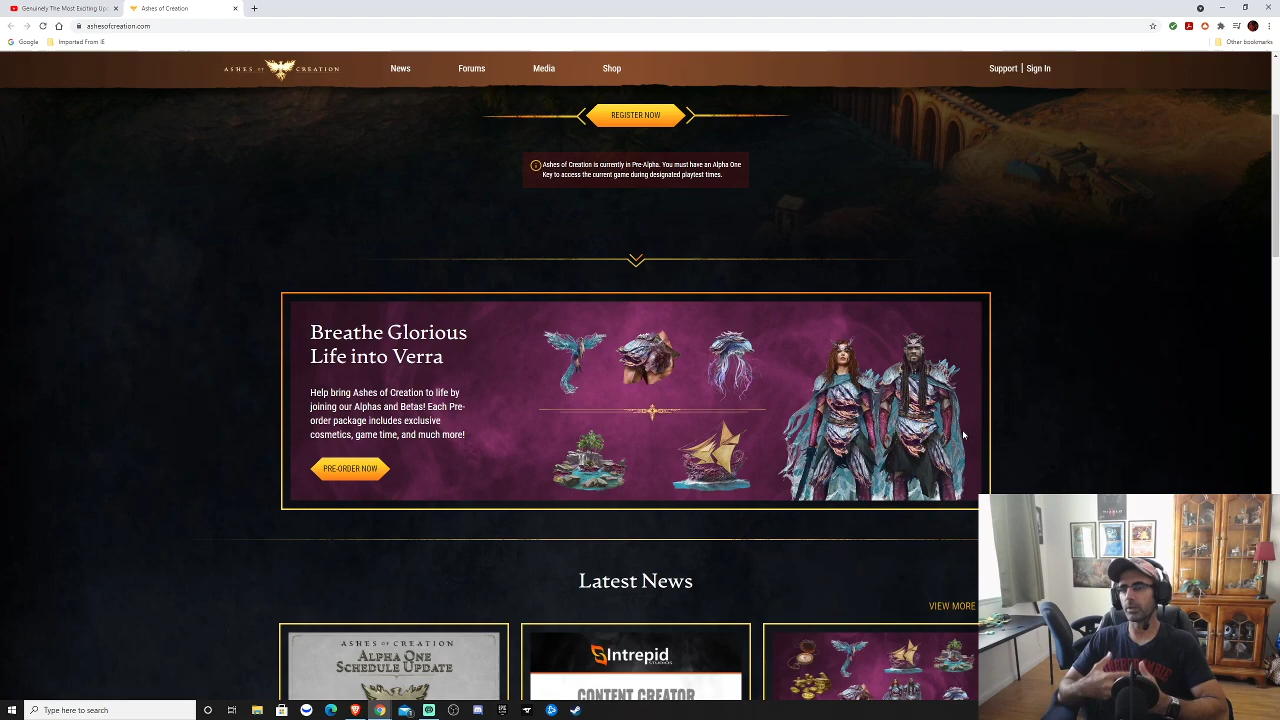 Genuinely The Most Exciting Up
Ashes of Creation
ashesofcreation.com
Google
Imported From IE
Other bookmarks
ASHES OF CREATION
News
Forums
Media
Shop
Support | Sign In
REGISTER NOW
Ashes of Creation is currently in Pre-Alpha. You must have an Alpha One
Key to access the current game during designated playtest times.
Breathe Glorious
Life into Verra
Help bring Ashes of Creation to life by
joining our Alphas and Betas! Each Pre-
order package includes exclusive
cosmetics, game time, and much more!
PRE-ORDER NOW
Latest News
VIEW MORE
ASHES OF CREATION
ALPHA ONE
SCHEDULE UPDATE
Intrepid
STUDIOS
CONTENT CREATOR
Type here to search